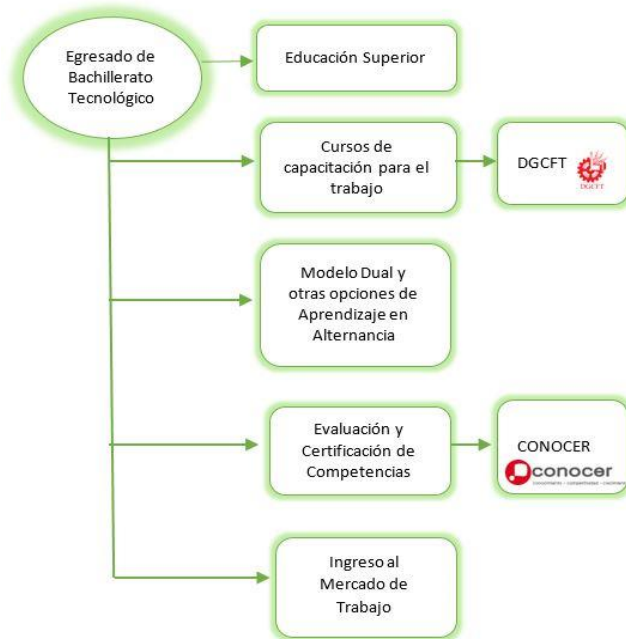 Egresado de
Bachillerato
Tecnológico
Educación Superior
Cursos de
capacitación para el
trabajo
DGCFT
DGCFT
Modelo Dual y
otras opciones de
Aprendizaje en
Alternancia
Evaluación y
Certificación de
Competencias
CONOCER
conocer
Ingreso al
Mercado de
Trabajo